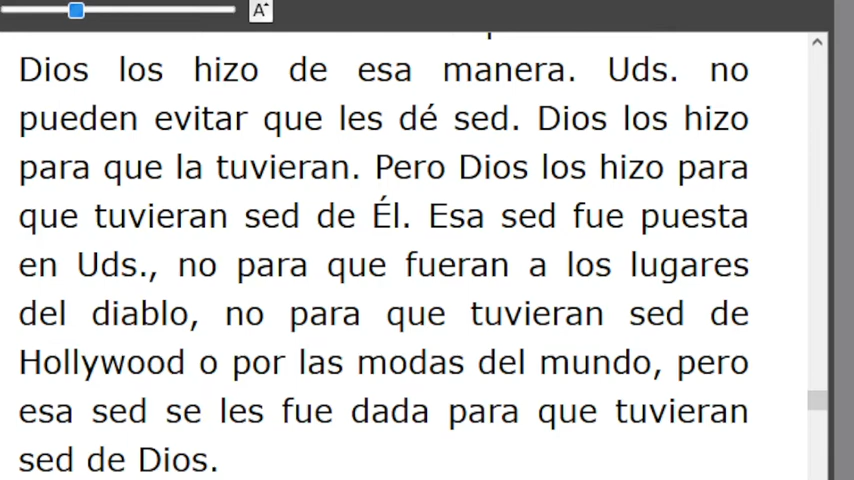 A
Dios los hizo de esa manera. Uds. no
pueden evitar que les dé sed. Dios los hizo
para que la tuvieran. Pero Dios los hizo para
que tuvieran sed de Él. Esa sed fue puesta
en Uds., no para que fueran a los lugares
del diablo, no para que tuvieran sed de
Hollywood o por las modas del mundo, pero
esa sed se les fue dada para que tuvieran
sed de Dios.